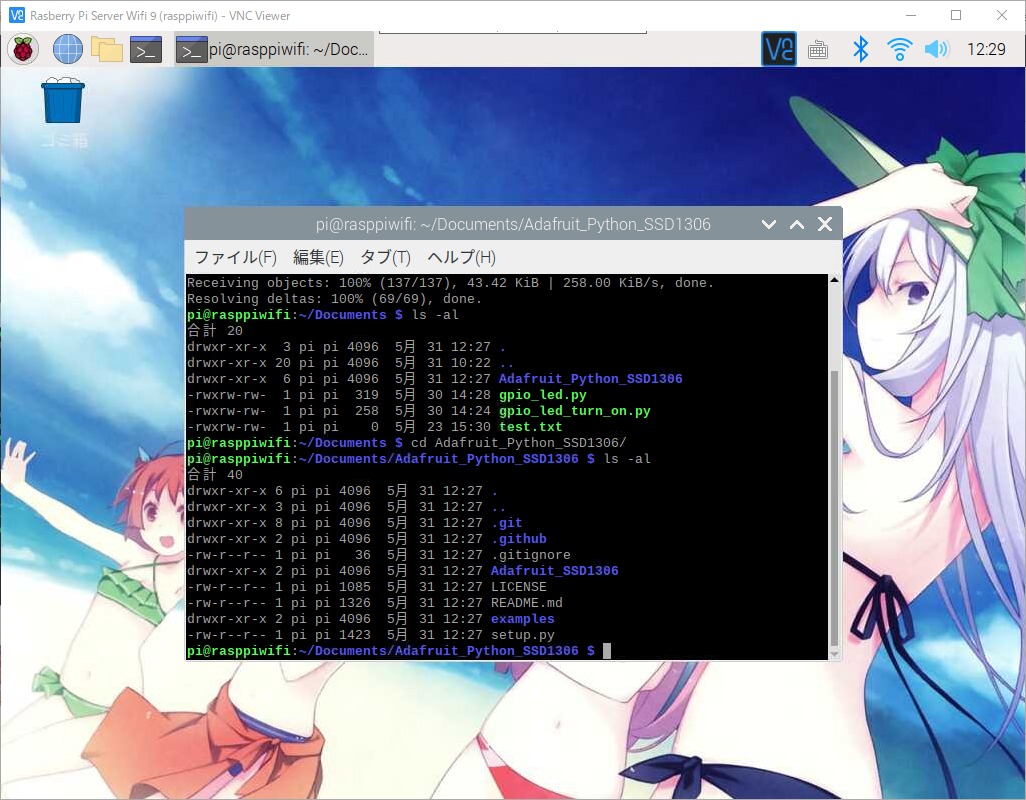 Rasberry Pi Server Wifi 9 (rasppiwifi) - VNC Viewer
pi@rasppiwifi: ~/Doc...
12:29
ゴミ箱
pi@rasppiwifi: ~/Documents/Adafruit_Python_SSD1306
ファイル(F) 編集(E) タブ(T) ヘルプ(H)
Receiving objects: 100% (137/137), 43.42 KiB | 258.00 KiB/s, done.
Resolving deltas: 100% (69/69), done.
pi@rasppiwifi:~/Documents $ ls -al
合計 20
drwxr-xr-x  3 pi pi 4096  5月 31 12:27 .
drwxr-xr-x 20 pi pi 4096  5月 31 10:22 ..
drwxr-xr-x  6 pi pi 4096  5月 31 12:27 Adafruit_Python_SSD1306
-rwxrw-rw-  1 pi pi  319  5月 30 14:28 gpio_led.py
-rwxrw-rw-  1 pi pi  258  5月 30 14:24 gpio_led_turn_on.py
-rwxrw-rw-  1 pi pi    0  5月 23 15:30 test.txt
pi@rasppiwifi:~/Documents $ cd Adafruit_Python_SSD1306/
pi@rasppiwifi:~/Documents/Adafruit_Python_SSD1306 $ ls -al
合計 40
drwxr-xr-x 6 pi pi 4096  5月 31 12:27 .
drwxr-xr-x 3 pi pi 4096  5月 31 12:27 ..
drwxr-xr-x 8 pi pi 4096  5月 31 12:27 .git
drwxr-xr-x 2 pi pi 4096  5月 31 12:27 .github
-rw-r--r-- 1 pi pi   36  5月 31 12:27 .gitignore
drwxr-xr-x 2 pi pi 4096  5月 31 12:27 Adafruit_SSD1306
-rw-r--r-- 1 pi pi 1085  5月 31 12:27 LICENSE
-rw-r--r-- 1 pi pi 1326  5月 31 12:27 README.md
drwxr-xr-x 2 pi pi 4096  5月 31 12:27 examples
-rw-r--r-- 1 pi pi 1423  5月 31 12:27 setup.py
pi@rasppiwifi:~/Documents/Adafruit_Python_SSD1306 $